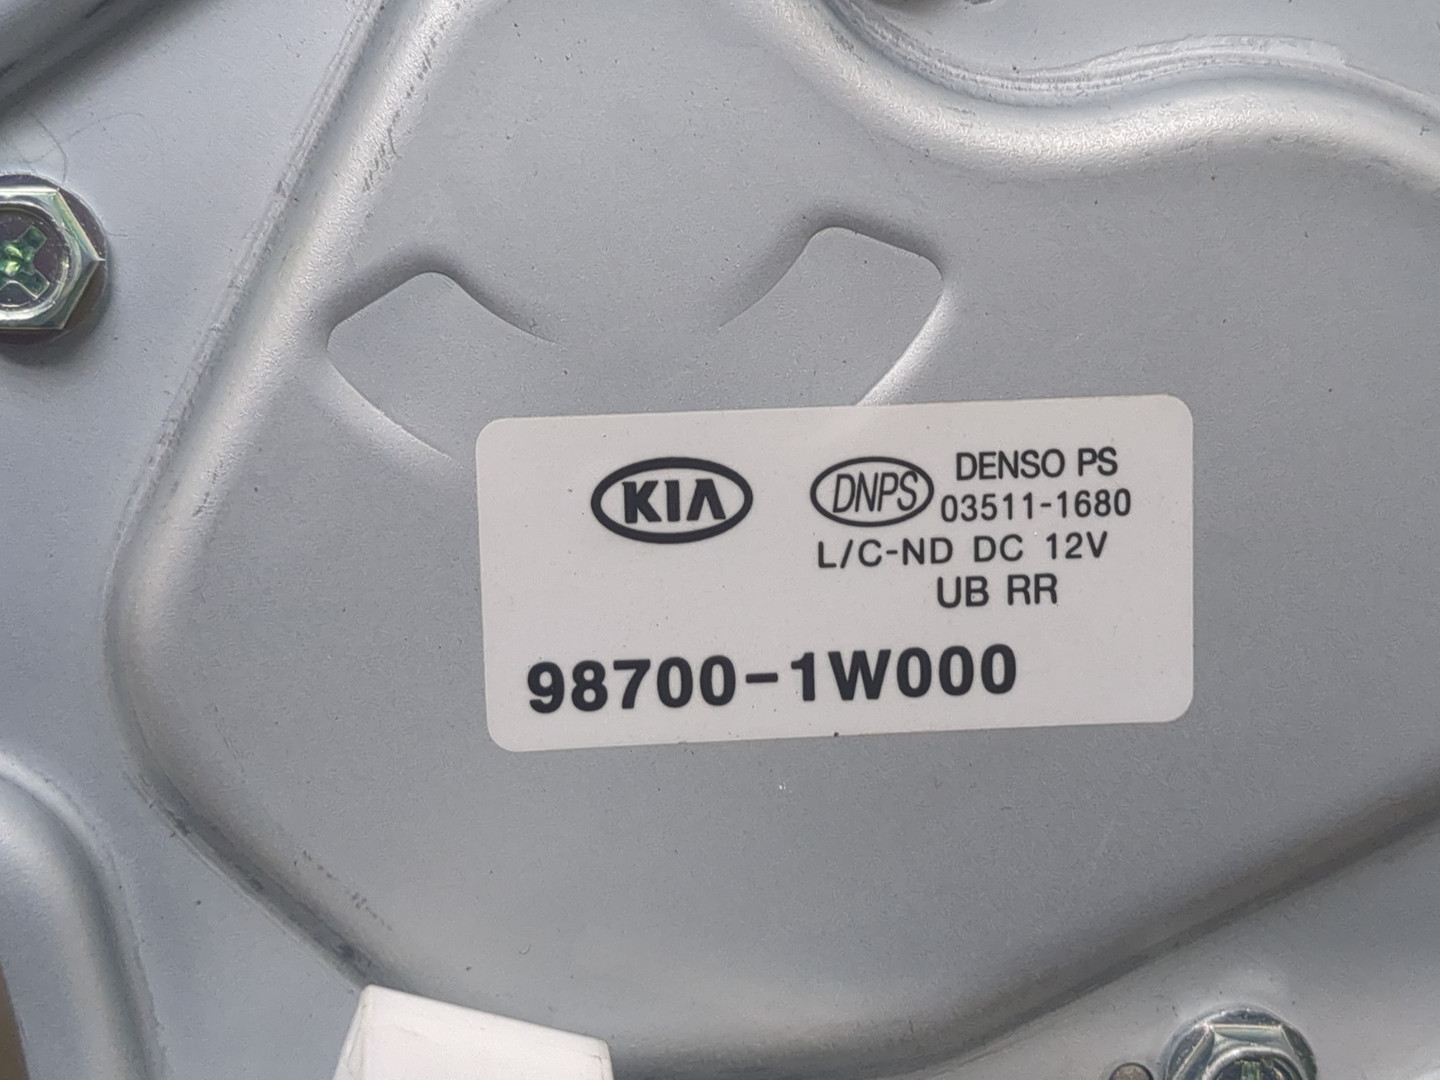 KIA
DNPS
DENSO PS
03511-1680
L/C-ND DC 12V
UB RR
98700-1W000